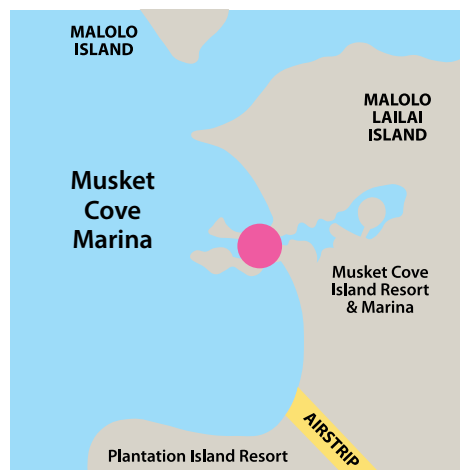 MALOLO
ISLAND
MALOLO
LAILAI
ISLAND
Musket
Cove
Marina
Musket Cove
Island Resort
& Marina
AIRSTRIP
Plantation Island Resort